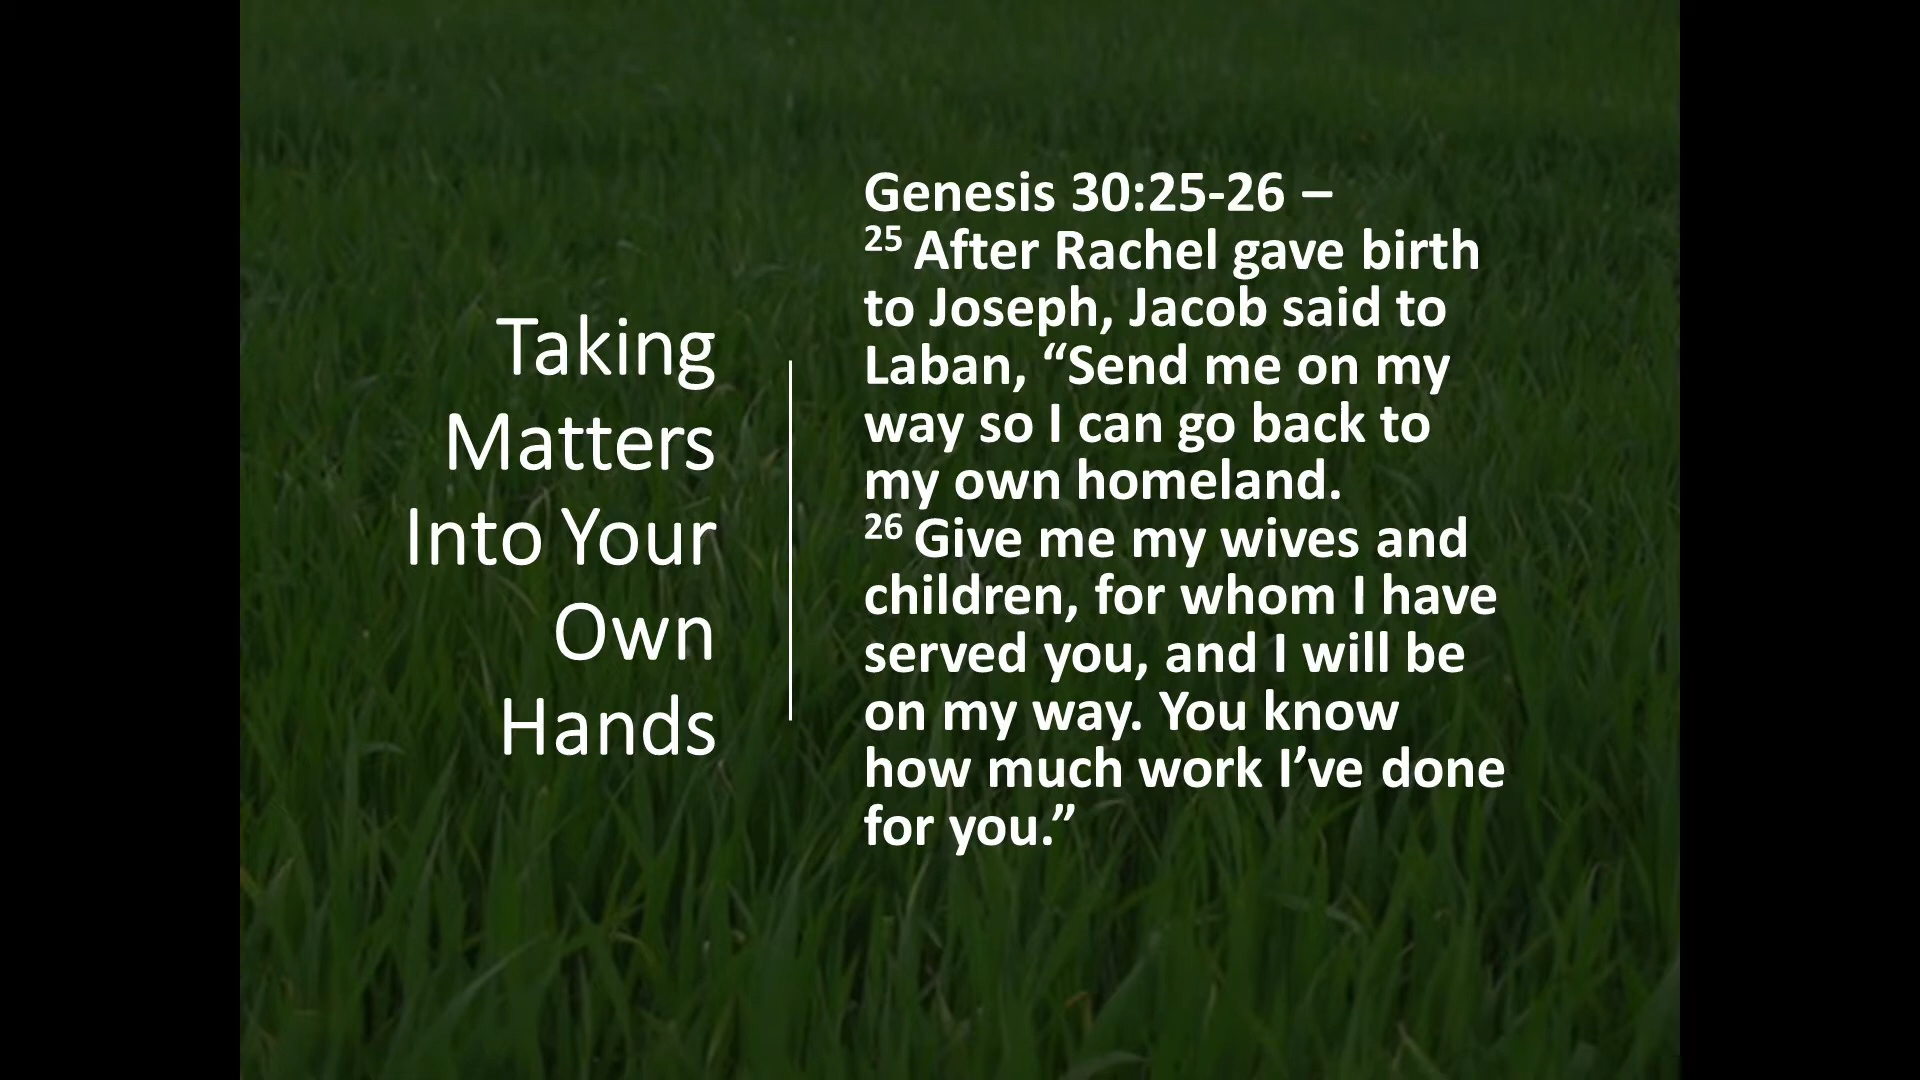 Taking
Matters
Into Your
Own
Hands
Genesis 30:25-26 –
25 After Rachel gave birth
to Joseph, Jacob said to
Laban, “Send me on my
way so I can go back to
my own homeland.
26 Give me my wives and
children, for whom I have
served you, and I will be
on my way. You know
how much work I’ve done
for you.”